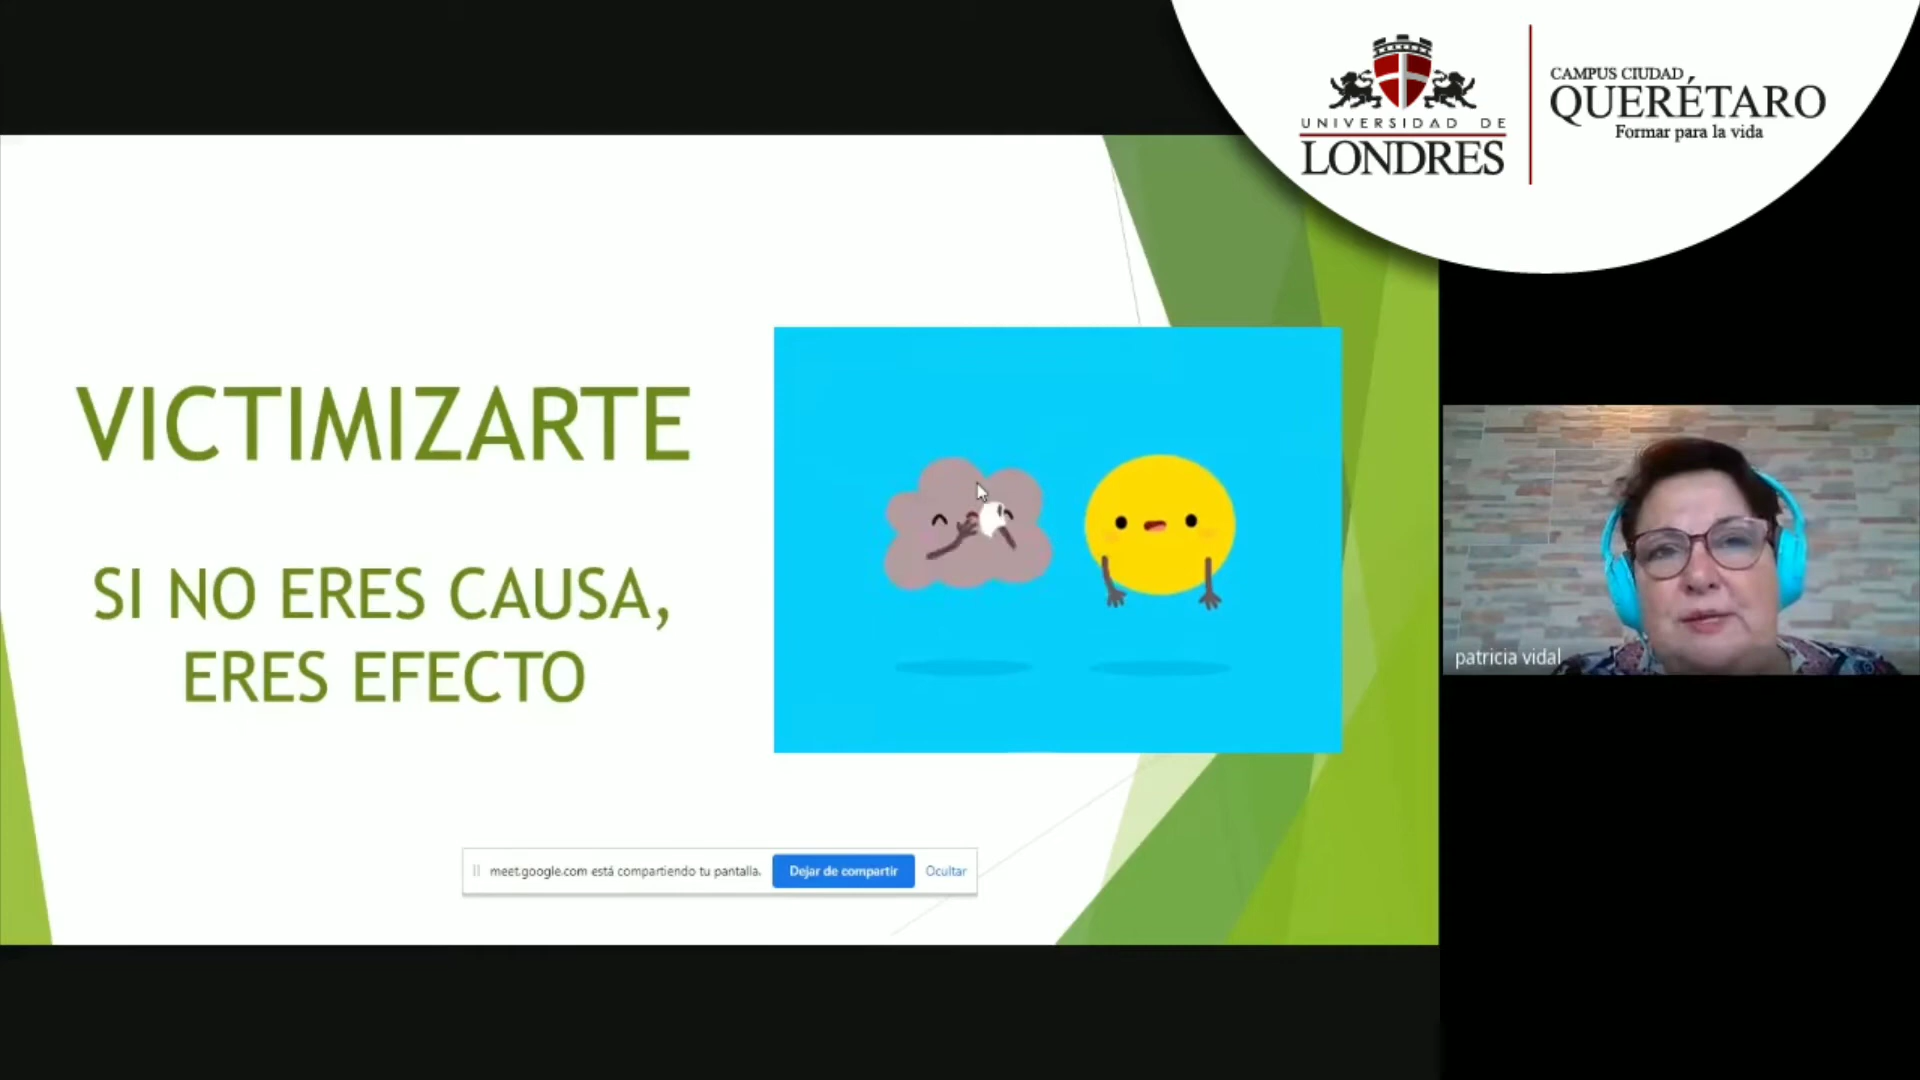 UNIVERSIDAD DE
LONDRES
CAMPUS CIUDAD
QUERÉTARO
Formar para la vida
VICTIMIZARTE
SI NO ERES CAUSA,
ERES EFECTO
patricia vidal
meet.google.com está compartiendo tu pantalla.
Dejar de compartir
Ocultar